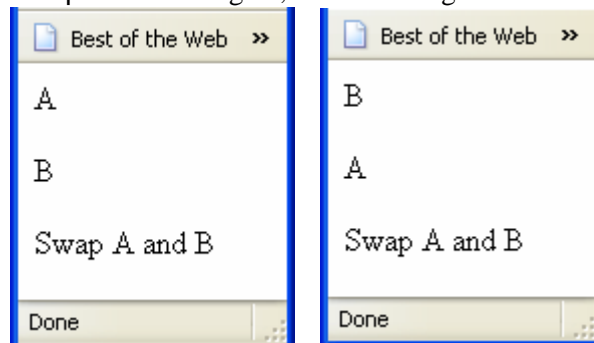 Best of the Web »
A
B
Swap A and B
Done
Best of the Web »
B
A
Swap A and B
Done